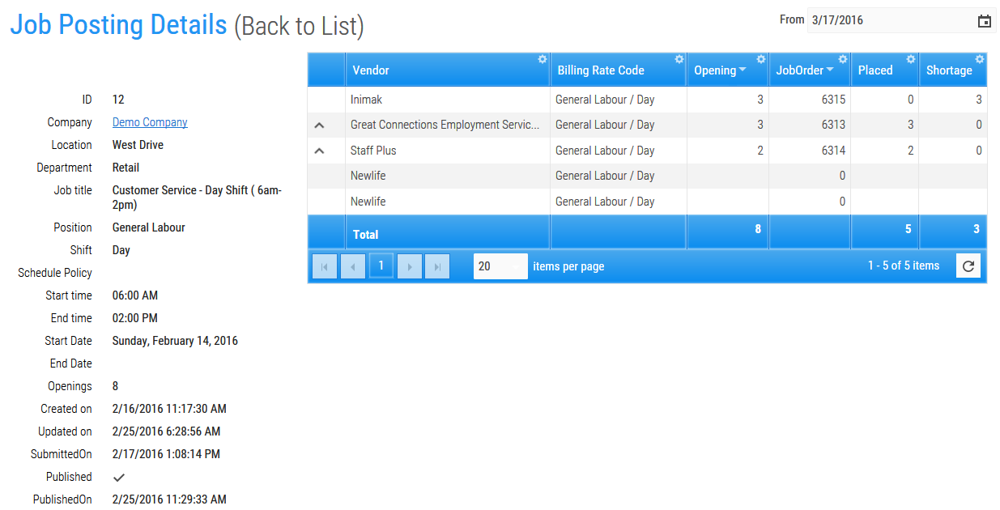 Job Posting Details (Back to List)
From 3/17/2016
ID 12
Company Demo Company
Location West Drive
Department Retail
Job title Customer Service - Day Shift ( 6am-
2pm)
Position General Labour
Shift Day
Schedule Policy
Start time 06:00 AM
End time 02:00 PM
Start Date Sunday, February 14, 2016
End Date
Openings 8
Created on 2/16/2016 11:17:30 AM
Updated on 2/25/2016 6:28:56 AM
SubmittedOn 2/17/2016 1:08:14 PM
Published
PublishedOn 2/25/2016 11:29:33 AM
Vendor Billing Rate Code Opening JobOrder Placed Shortage
Inimak General Labour / Day 3 6315 0 3
Great Connections Employment Servic... General Labour / Day 3 6313 3 0
Staff Plus General Labour / Day 2 6314 2 0
Newlife General Labour / Day 0
Newlife General Labour / Day 0
Total 8 5 3
1 20 items per page 1 - 5 of 5 items